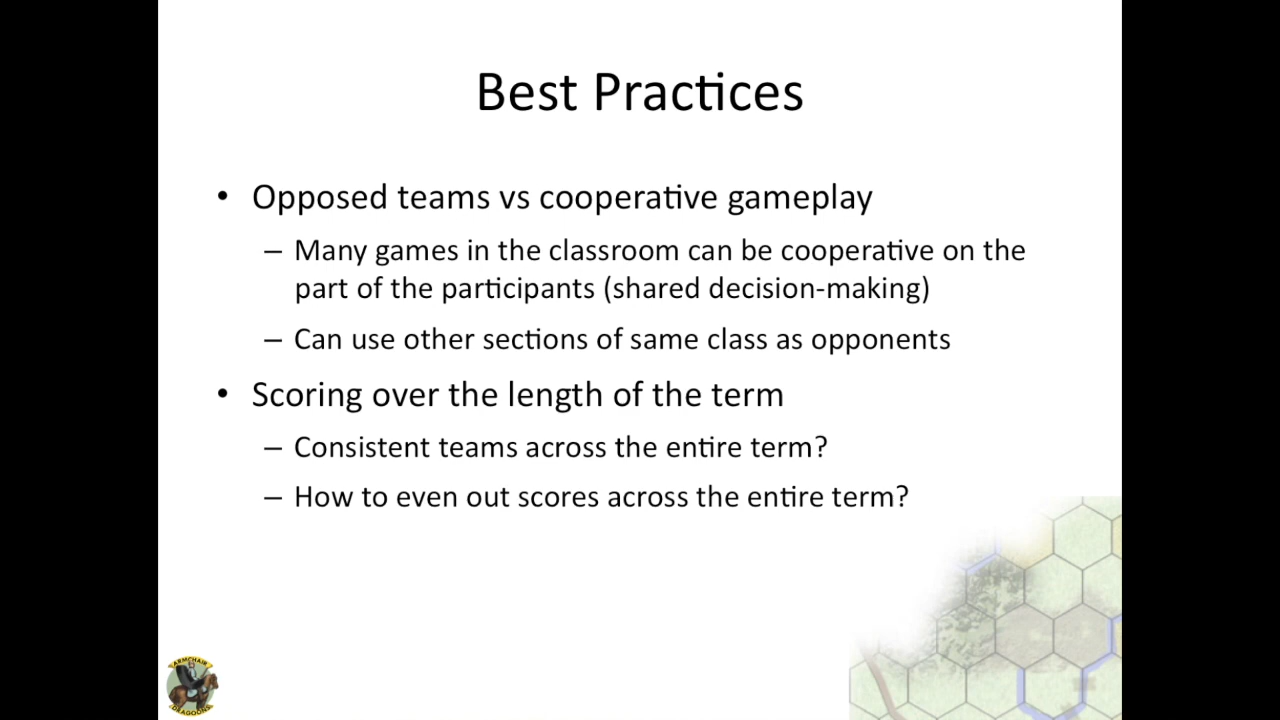 Best Practices
• Opposed teams vs cooperative gameplay
– Many games in the classroom can be cooperative on the
part of the participants (shared decision-making)
– Can use other sections of same class as opponents
• Scoring over the length of the term
– Consistent teams across the entire term?
– How to even out scores across the entire term?
ARMCHAIR
DRAGOONS